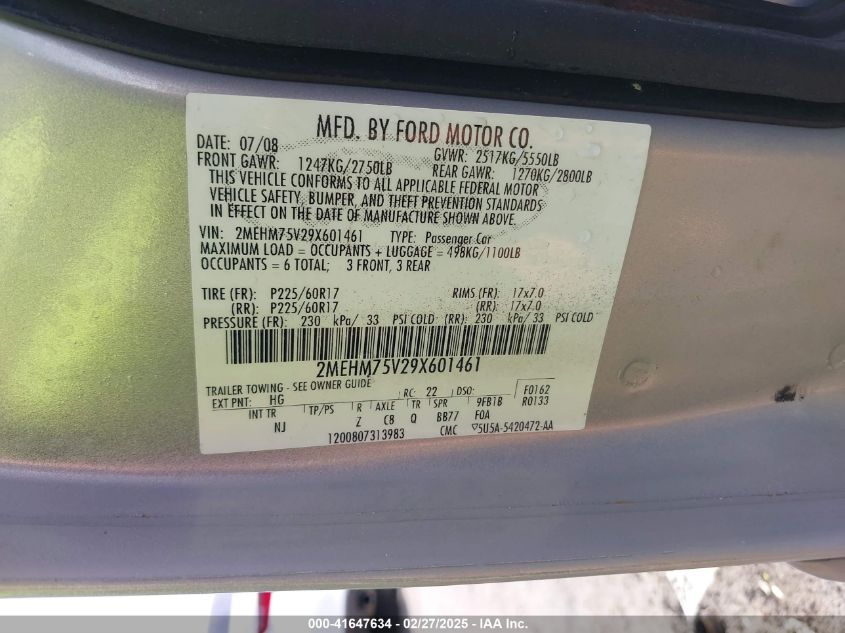 MFD. BY FORD MOTOR CO.
DATE: 07/08 GVWR: 2517KG/5550LB
FRONT GAWR: 1247KG/2750LB REAR GAWR: 1270KG/2800LB
THIS VEHICLE CONFORMS TO ALL APPLICABLE FEDERAL MOTOR
VEHICLE SAFETY, BUMPER, AND THEFT PREVENTION STANDARDS
IN EFFECT ON THE DATE OF MANUFACTURE SHOWN ABOVE.
VIN: 2MEHM75V29X601461 TYPE: Passenger Car
MAXIMUM LOAD = OCCUPANTS + LUGGAGE = 498KG/1100LB
OCCUPANTS = 6 TOTAL; 3 FRONT, 3 REAR
TIRE (FR): P225/60R17 RIMS (FR): 17x7.0
(RR): P225/60R17 (RR): 17x7.0
PRESSURE (FR): 230 kPa/ 33 PSI COLD (RR): 230 kPa/ 33 PSI COLD
2MEHM75V29X601461
TRAILER TOWING - SEE OWNER GUIDE RC: 22 DSO: F0162
EXT PNT: HG R0133
INT TR TP/PS R AXLE TR SPR 9FB1B
NJ Z C8 Q BB77 F0A
1200807313983 CMC ▽5U5A-5420472-AA
000-41647634 - 02/27/2025 - IAAI.com.